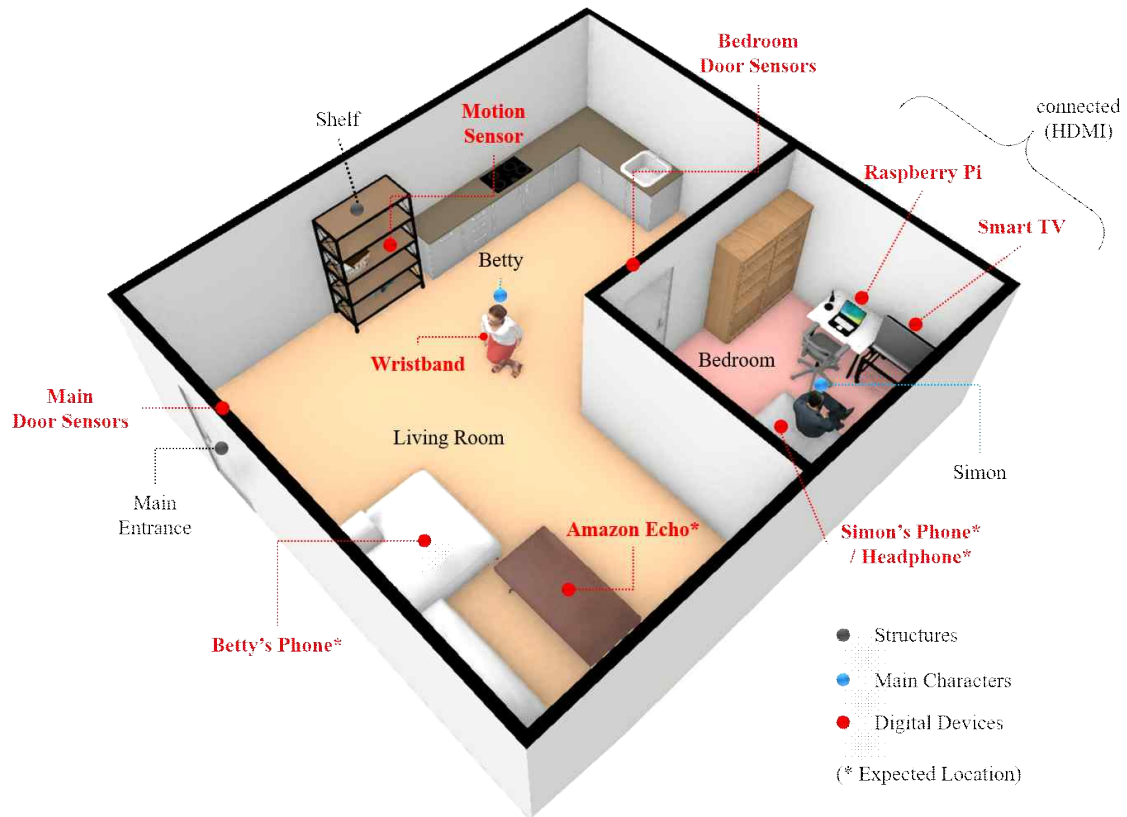 Bedroom
Door Sensors
connected
(HDMI)
Shelf
Motion
Sensor
Raspberry Pi
Smart TV
Betty
Wristband
Bedroom
Main
Door Sensors
Living Room
Main
Entrance
Simon
Amazon Echo*
Simon's Phone*
/ Headphone*
Betty's Phone*
Structures
Main Characters
Digital Devices
(* Expected Location)